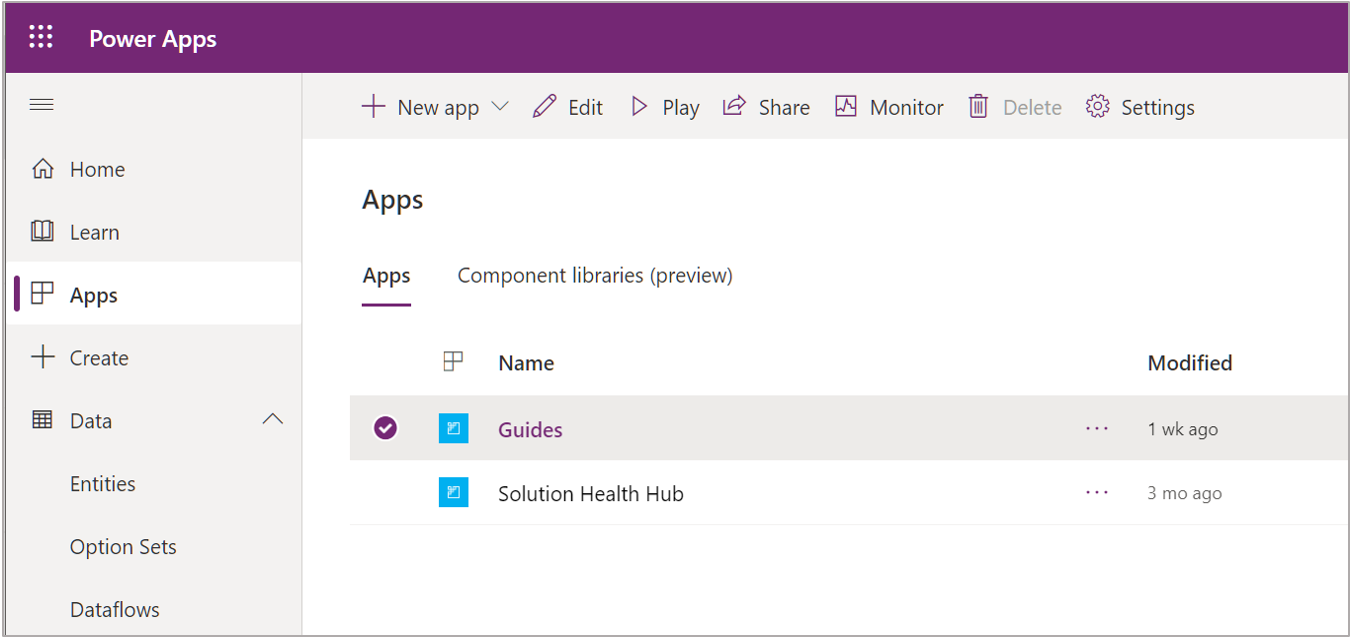 Power Apps
New app Edit Play Share Monitor Delete Settings
Home
Learn
Apps
Create
Data
Entities
Option Sets
Dataflows
Apps
Apps Component libraries (preview)
Name Modified
Guides ··· 1 wk ago
Solution Health Hub ··· 3 mo ago